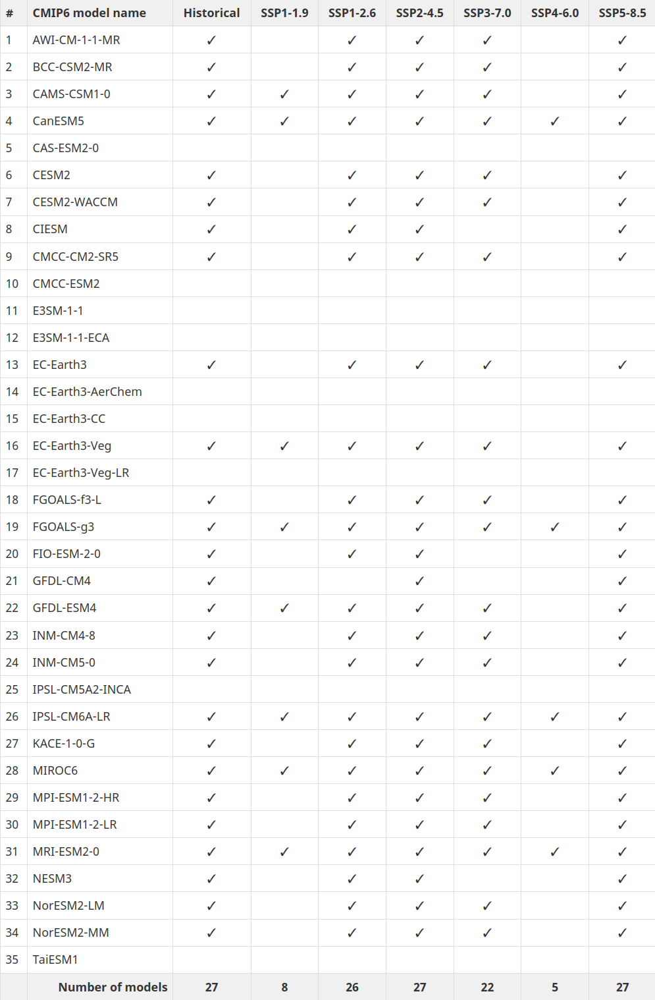 # CMIP6 model name Historical SSP1-1.9 SSP1-2.6 SSP2-4.5 SSP3-7.0 SSP4-6.0 SSP5-8.5
1 AWI-CM-1-1-MR ✓ ✓ ✓ ✓ ✓
2 BCC-CSM2-MR ✓ ✓ ✓ ✓ ✓
3 CAMS-CSM1-0 ✓ ✓ ✓ ✓ ✓ ✓
4 CanESM5 ✓ ✓ ✓ ✓ ✓ ✓ ✓
5 CAS-ESM2-0
6 CESM2 ✓ ✓ ✓ ✓ ✓
7 CESM2-WACCM ✓ ✓ ✓ ✓ ✓
8 CIESM ✓ ✓ ✓ ✓
9 CMCC-CM2-SR5 ✓ ✓ ✓ ✓ ✓
10 CMCC-ESM2
11 E3SM-1-1
12 E3SM-1-1-ECA
13 EC-Earth3 ✓ ✓ ✓ ✓ ✓
14 EC-Earth3-AerChem
15 EC-Earth3-CC
16 EC-Earth3-Veg ✓ ✓ ✓ ✓ ✓ ✓
17 EC-Earth3-Veg-LR
18 FGOALS-f3-L ✓ ✓ ✓ ✓ ✓
19 FGOALS-g3 ✓ ✓ ✓ ✓ ✓ ✓ ✓
20 FIO-ESM-2-0 ✓ ✓ ✓ ✓
21 GFDL-CM4 ✓ ✓ ✓
22 GFDL-ESM4 ✓ ✓ ✓ ✓ ✓ ✓
23 INM-CM4-8 ✓ ✓ ✓ ✓ ✓
24 INM-CM5-0 ✓ ✓ ✓ ✓ ✓
25 IPSL-CM5A2-INCA
26 IPSL-CM6A-LR ✓ ✓ ✓ ✓ ✓ ✓ ✓
27 KACE-1-0-G ✓ ✓ ✓ ✓ ✓
28 MIROC6 ✓ ✓ ✓ ✓ ✓ ✓ ✓
29 MPI-ESM1-2-HR ✓ ✓ ✓ ✓ ✓
30 MPI-ESM1-2-LR ✓ ✓ ✓ ✓ ✓
31 MRI-ESM2-0 ✓ ✓ ✓ ✓ ✓ ✓ ✓
32 NESM3 ✓ ✓ ✓ ✓
33 NorESM2-LM ✓ ✓ ✓ ✓ ✓
34 NorESM2-MM ✓ ✓ ✓ ✓ ✓
35 TaiESM1
Number of models 27 8 26 27 22 5 27